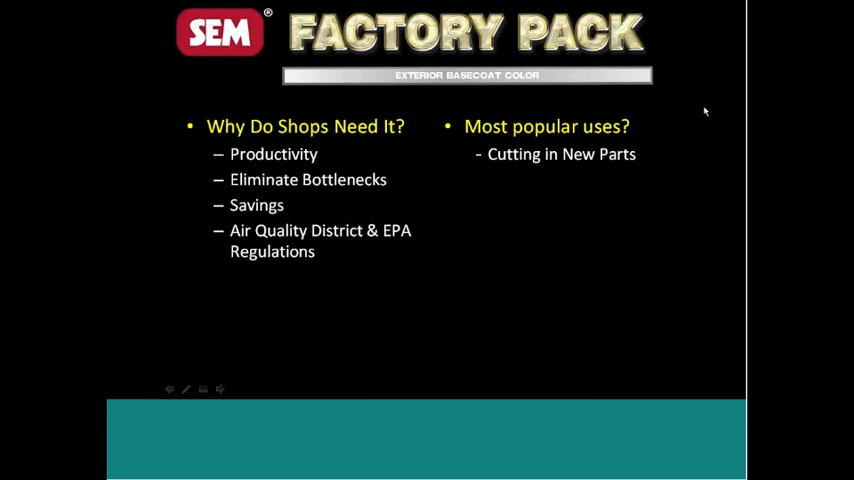 SEM® FACTORY PACK
EXTERIOR BASECOAT COLOR
• Why Do Shops Need It?
– Productivity
– Eliminate Bottlenecks
– Savings
– Air Quality District & EPA
Regulations
• Most popular uses?
- Cutting in New Parts